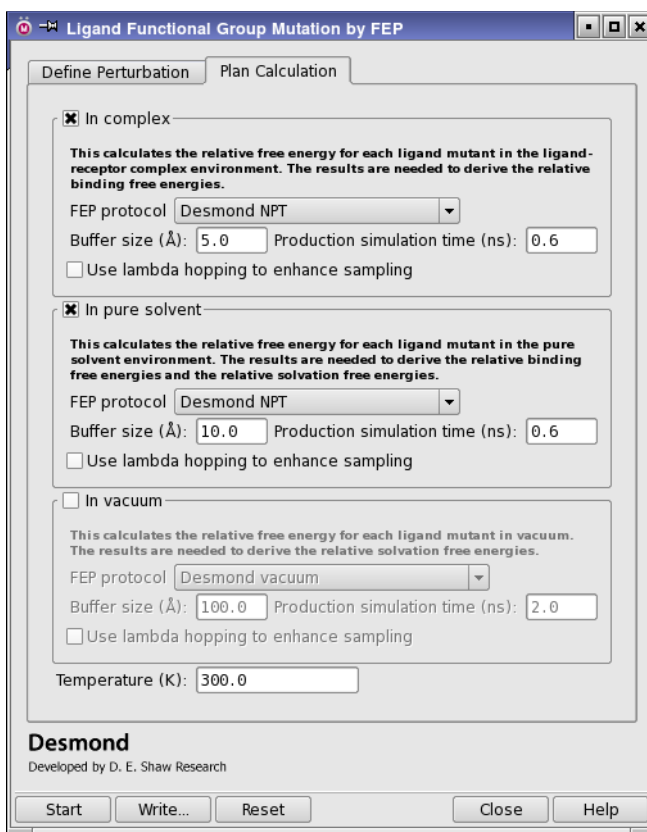 Ligand Functional Group Mutation by FEP
Define Perturbation Plan Calculation
In complex
This calculates the relative free energy for each ligand mutant in the ligand-
receptor complex environment. The results are needed to derive the relative
binding free energies.
FEP protocol Desmond NPT
Buffer size (Å): 5.0 Production simulation time (ns): 0.6
Use lambda hopping to enhance sampling
In pure solvent
This calculates the relative free energy for each ligand mutant in the pure
solvent environment. The results are needed to derive the relative binding
free energies and the relative solvation free energies.
FEP protocol Desmond NPT
Buffer size (Å): 10.0 Production simulation time (ns): 0.6
Use lambda hopping to enhance sampling
In vacuum
This calculates the relative free energy for each ligand mutant in vacuum.
The results are needed to derive the relative solvation free energies.
FEP protocol Desmond vacuum
Buffer size (Å): 100.0 Production simulation time (ns): 2.0
Use lambda hopping to enhance sampling
Temperature (K): 300.0
Desmond
Developed by D. E. Shaw Research
Start Write... Reset Close Help